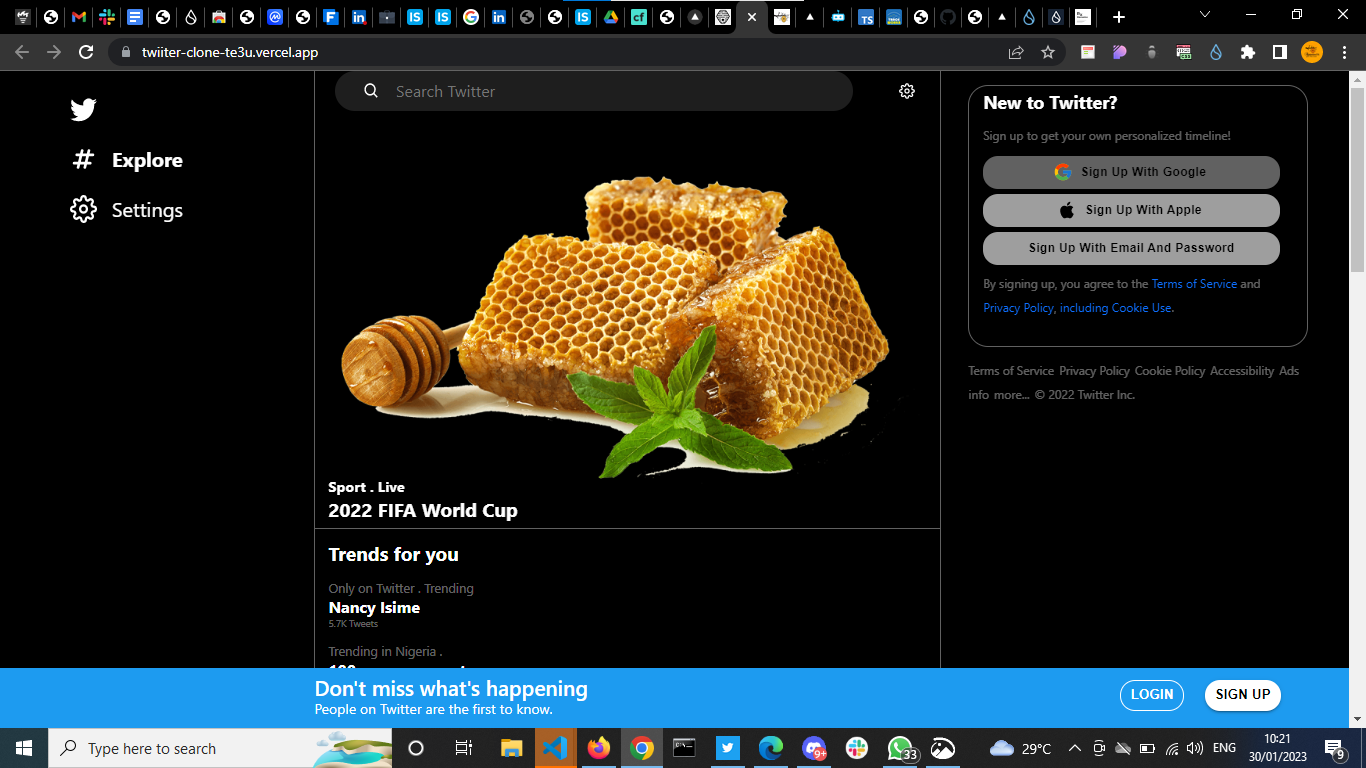 twiiter-clone-te3u.vercel.app
Search Twitter
Explore
Settings
Sport . Live
2022 FIFA World Cup
Trends for you
Only on Twitter . Trending
Nancy Isime
5.7K Tweets
Trending in Nigeria .
New to Twitter?
Sign up to get your own personalized timeline!
Sign Up With Google
Sign Up With Apple
Sign Up With Email And Password
By signing up, you agree to the Terms of Service and
Privacy Policy, including Cookie Use.
Terms of Service Privacy Policy Cookie Policy Accessibility Ads
info more... © 2022 Twitter Inc.
Don't miss what's happening
People on Twitter are the first to know.
LOGIN
SIGN UP
Type here to search
9+
33
29°C
ENG
10:21
30/01/2023
9